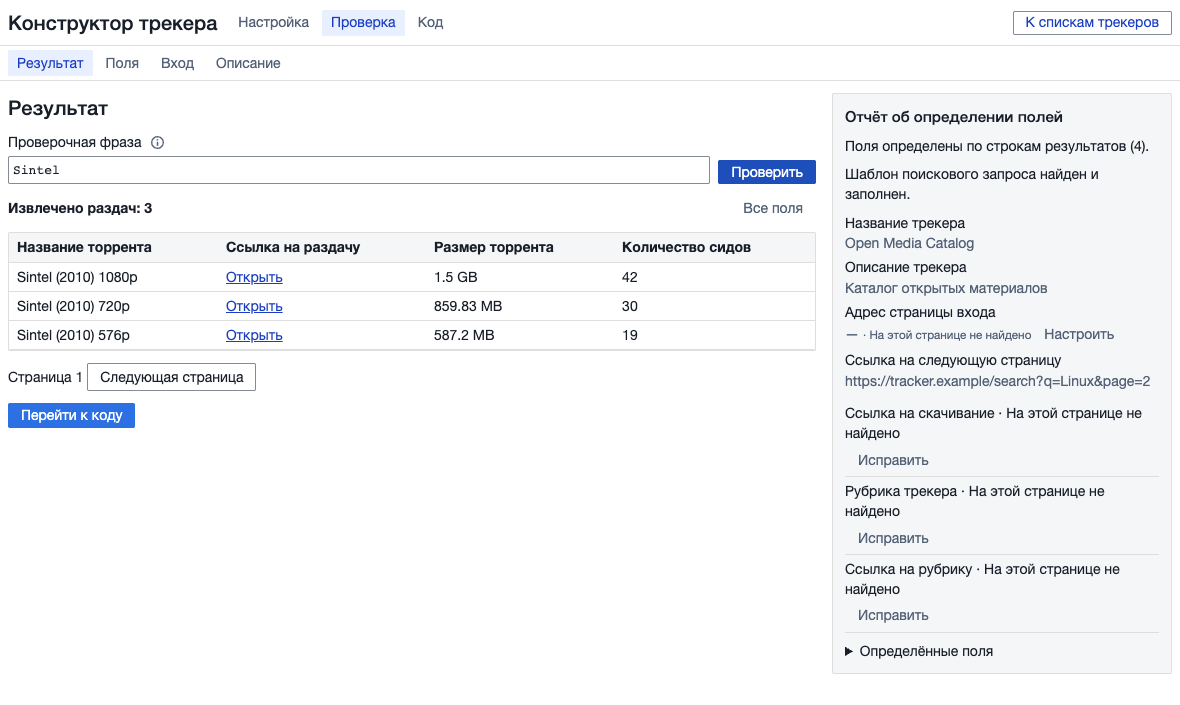 Конструктор трекера
Настройка
Проверка
Код
К спискам трекеров
Результат
Поля
Вход
Описание
Результат
Проверочная фраза
Sintel
Проверить
Извлечено раздач: 3
Все поля
Название торрента Ссылка на раздачу Размер торрента Количество сидов
Sintel (2010) 1080p Открыть 1.5 GB 42
Sintel (2010) 720p Открыть 859.83 MB 30
Sintel (2010) 576p Открыть 587.2 MB 19
Страница 1 Следующая страница
Перейти к коду
Отчёт об определении полей
Поля определены по строкам результатов (4).
Шаблон поискового запроса найден и
заполнен.
Название трекера
Open Media Catalog
Описание трекера
Каталог открытых материалов
Адрес страницы входа
— · На этой странице не найдено Настроить
Ссылка на следующую страницу
https://tracker.example/search?q=Linux&page=2
Ссылка на скачивание · На этой странице не
найдено
Исправить
Рубрика трекера · На этой странице не
найдено
Исправить
Ссылка на рубрику · На этой странице не
найдено
Исправить
Определённые поля